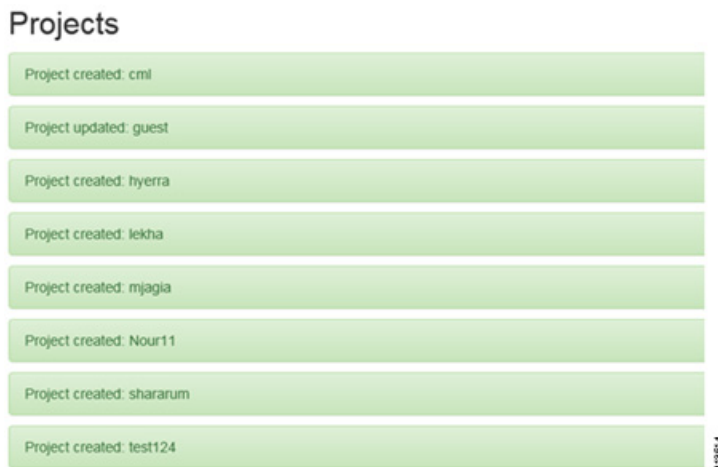 Projects
Project created: cml
Project updated: guest
Project created: hyerra
Project created: lekha
Project created: mjagia
Project created: Nour11
Project created: shararum
Project created: test124